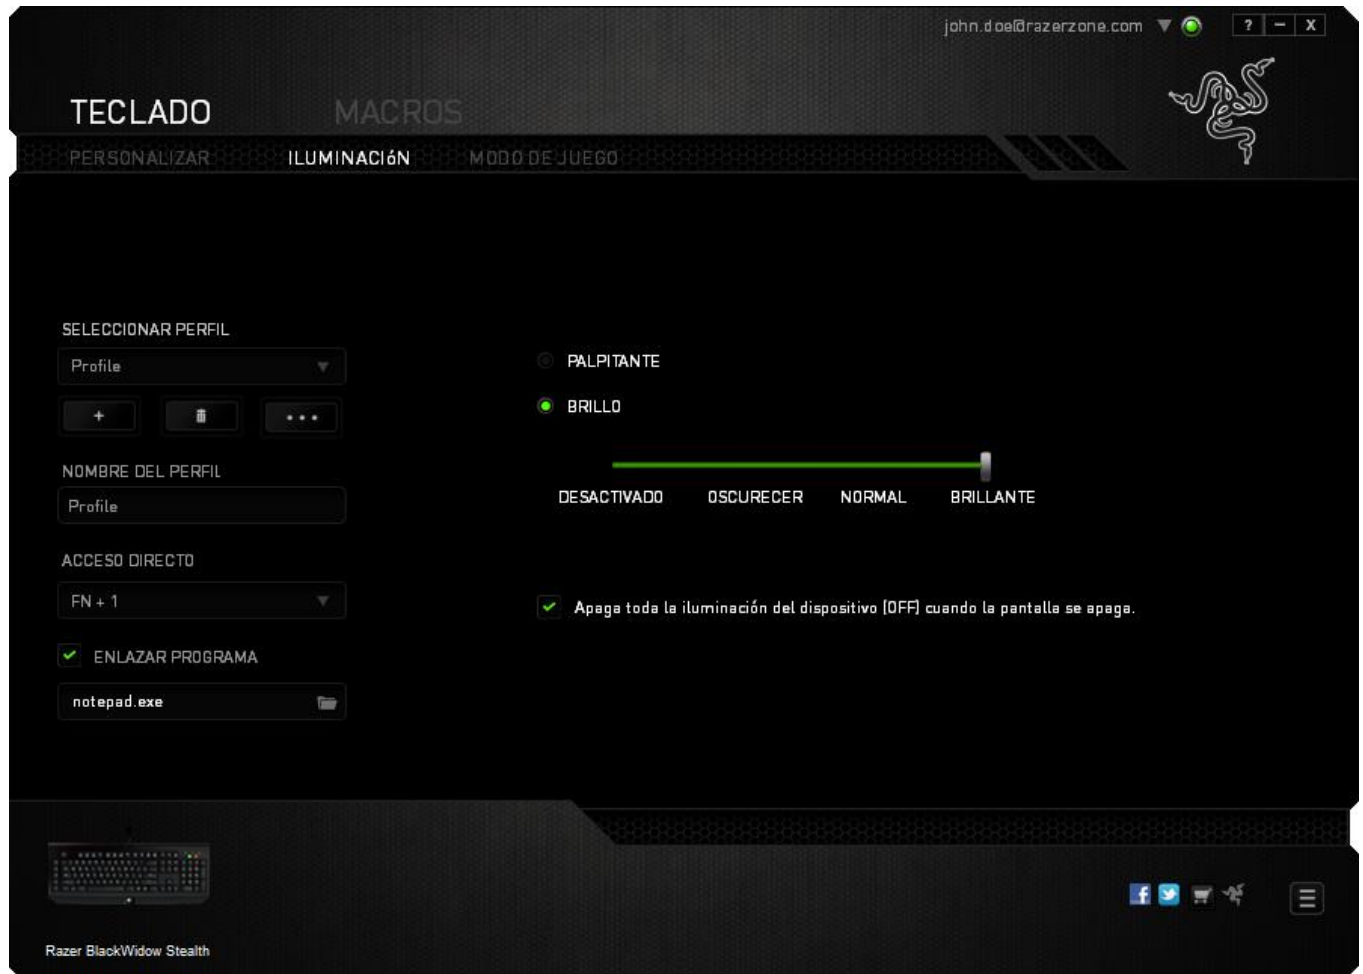 john.doe@razerzone.com
? − X
TECLADO MACROS
PERSONALIZAR ILUMINACIóN MODO DE JUEGO
SELECCIONAR PERFIL
Profile
PALPITANTE
BRILLO
+ •••
DESACTIVADO OSCURECER NORMAL BRILLANTE
NOMBRE DEL PERFIL
Profile
ACCESO DIRECTO
FN + 1
Apaga toda la iluminación del dispositivo (OFF) cuando la pantalla se apaga.
ENLAZAR PROGRAMA
notepad.exe
Razer BlackWidow Stealth